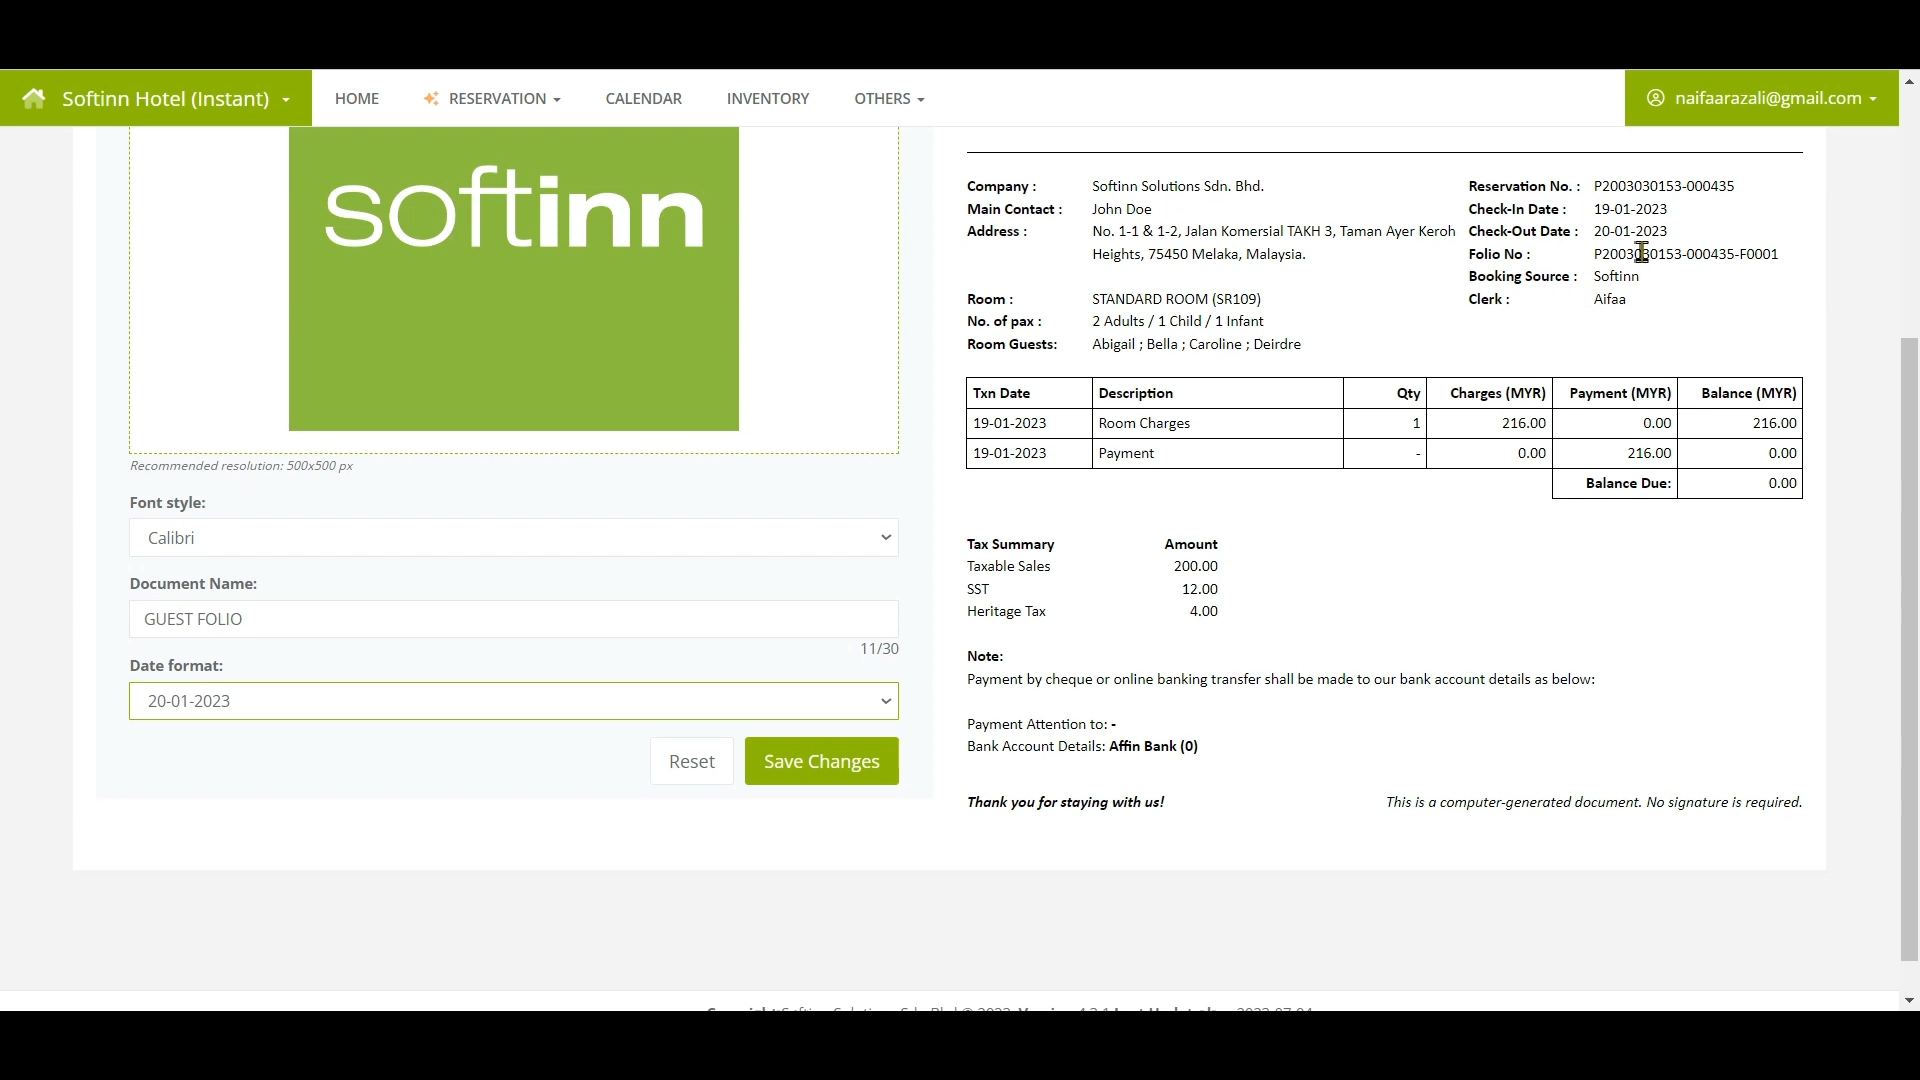 Softinn Hotel (Instant)
HOME
RESERVATION
CALENDAR
INVENTORY
OTHERS
naifaarazali@gmail.com
softinn
Recommended resolution: 500x500 px
Font style:
Calibri
Document Name:
GUEST FOLIO
11/30
Date format:
20-01-2023
Reset
Save Changes
Company : Softinn Solutions Sdn. Bhd.
Main Contact : John Doe
Address : No. 1-1 & 1-2, Jalan Komersial TAKH 3, Taman Ayer Keroh
Heights, 75450 Melaka, Malaysia.
Room : STANDARD ROOM (SR109)
No. of pax : 2 Adults / 1 Child / 1 Infant
Room Guests: Abigail ; Bella ; Caroline ; Deirdre
Reservation No. : P2003030153-000435
Check-In Date : 19-01-2023
Check-Out Date : 20-01-2023
Folio No : P2003030153-000435-F0001
Booking Source : Softinn
Clerk : Aifaa
Txn Date Description Qty Charges (MYR) Payment (MYR) Balance (MYR)
19-01-2023 Room Charges 1 216.00 0.00 216.00
19-01-2023 Payment - 0.00 216.00 0.00
Balance Due: 0.00
Tax Summary Amount
Taxable Sales 200.00
SST 12.00
Heritage Tax 4.00
Note:
Payment by cheque or online banking transfer shall be made to our bank account details as below:
Payment Attention to: -
Bank Account Details: Affin Bank (0)
Thank you for staying with us!
This is a computer-generated document. No signature is required.